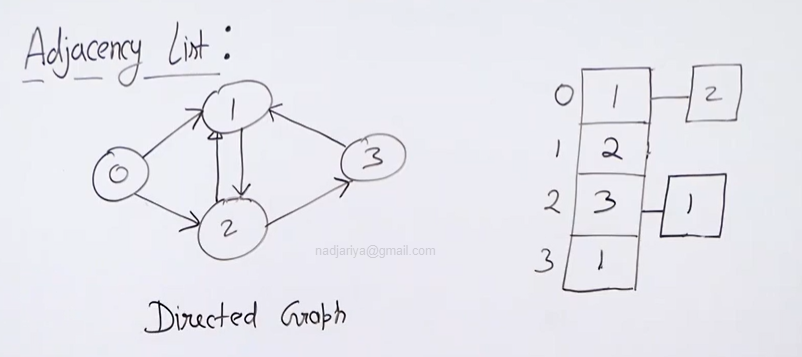 Adjacency List :
1
0
3
2
nadjariya@gmail.com
Directed Graph
0 1 2
1 2
2 3 1
3 1